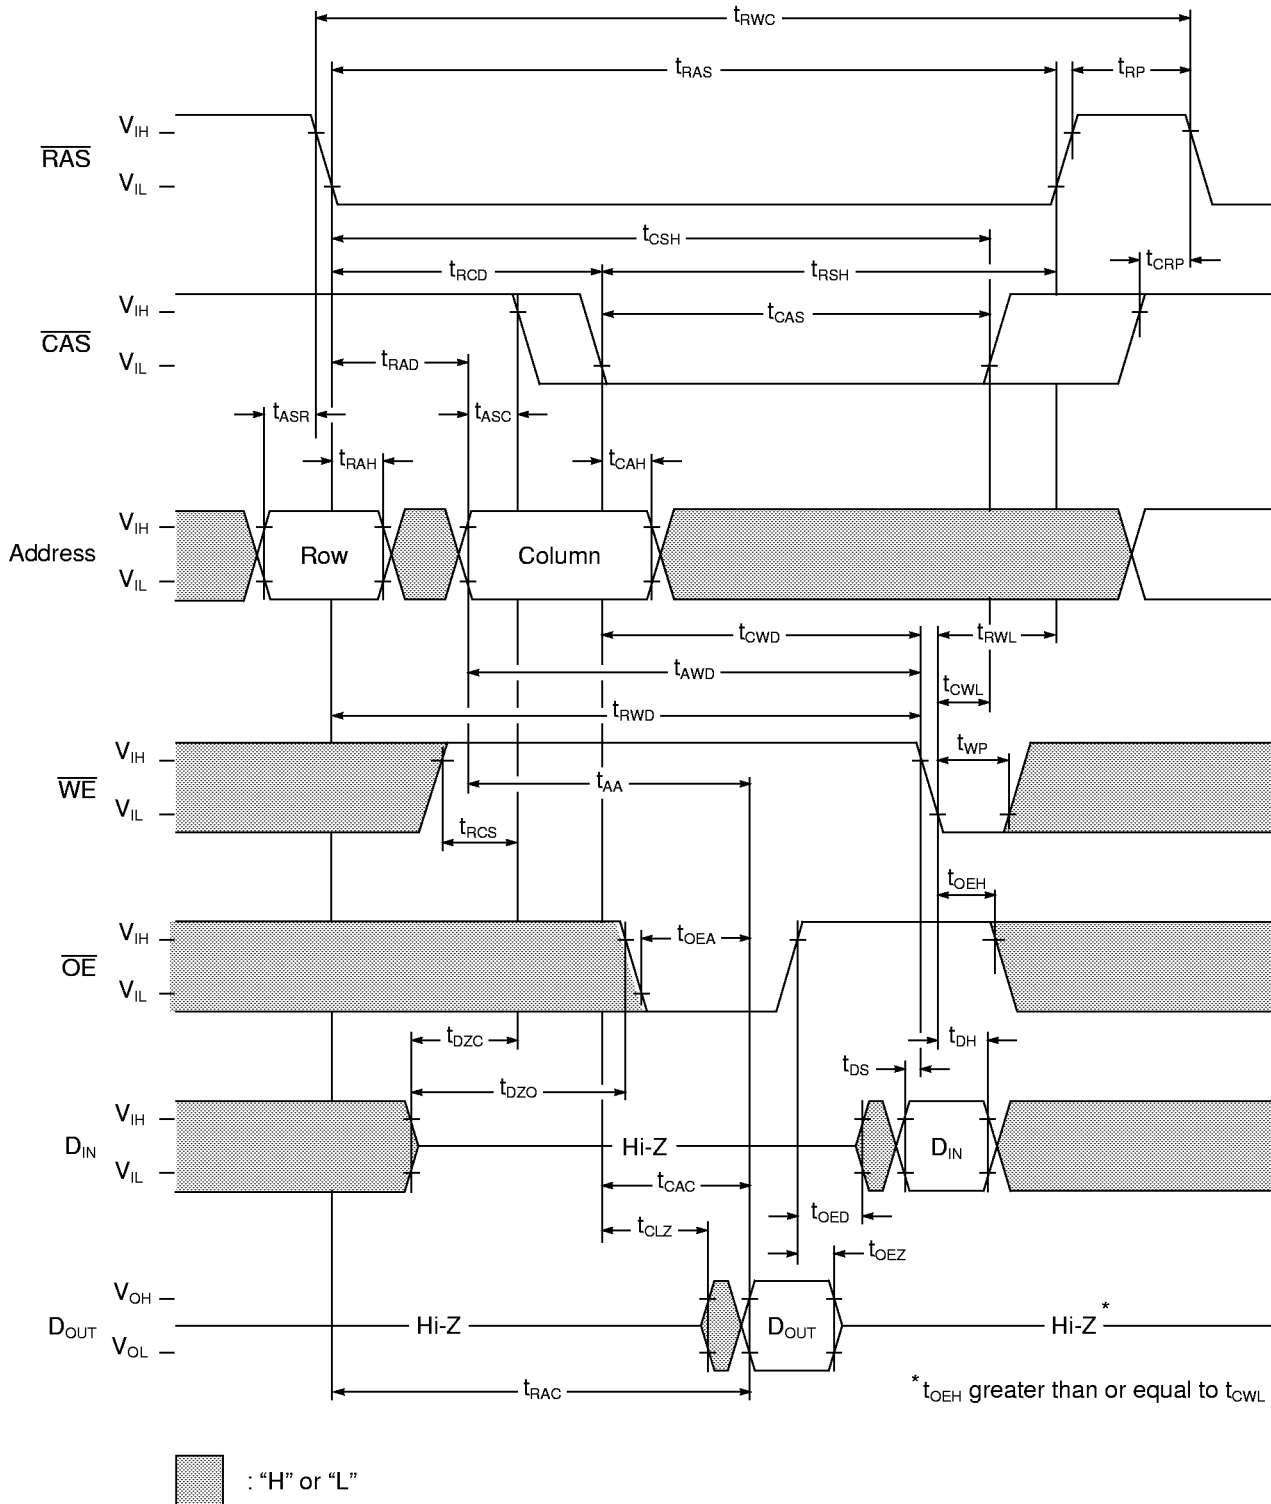 tRWC
tRAS
tRP
VIH
RAS
VIL
tCSH
tRCD
tRSH
tCRP
VIH
CAS
VIL
tCAS
tRAD
tASR
tASC
tRAH
tCAH
VIH
Address
VIL
Row
Column
tCWD
tRWL
tAWD
tCWL
tRWD
VIH
WE
VIL
tWP
tAA
tRCS
tOEH
VIH
OE
VIL
tOEA
tDZC
tDH
tDS
tDZO
VIH
DIN
VIL
Hi-Z
DIN
tCAC
tOED
tCLZ
tOEZ
VOH
DOUT
VOL
Hi-Z
DOUT
Hi-Z*
tRAC
*tOEH greater than or equal to tCWL
: “H” or “L”